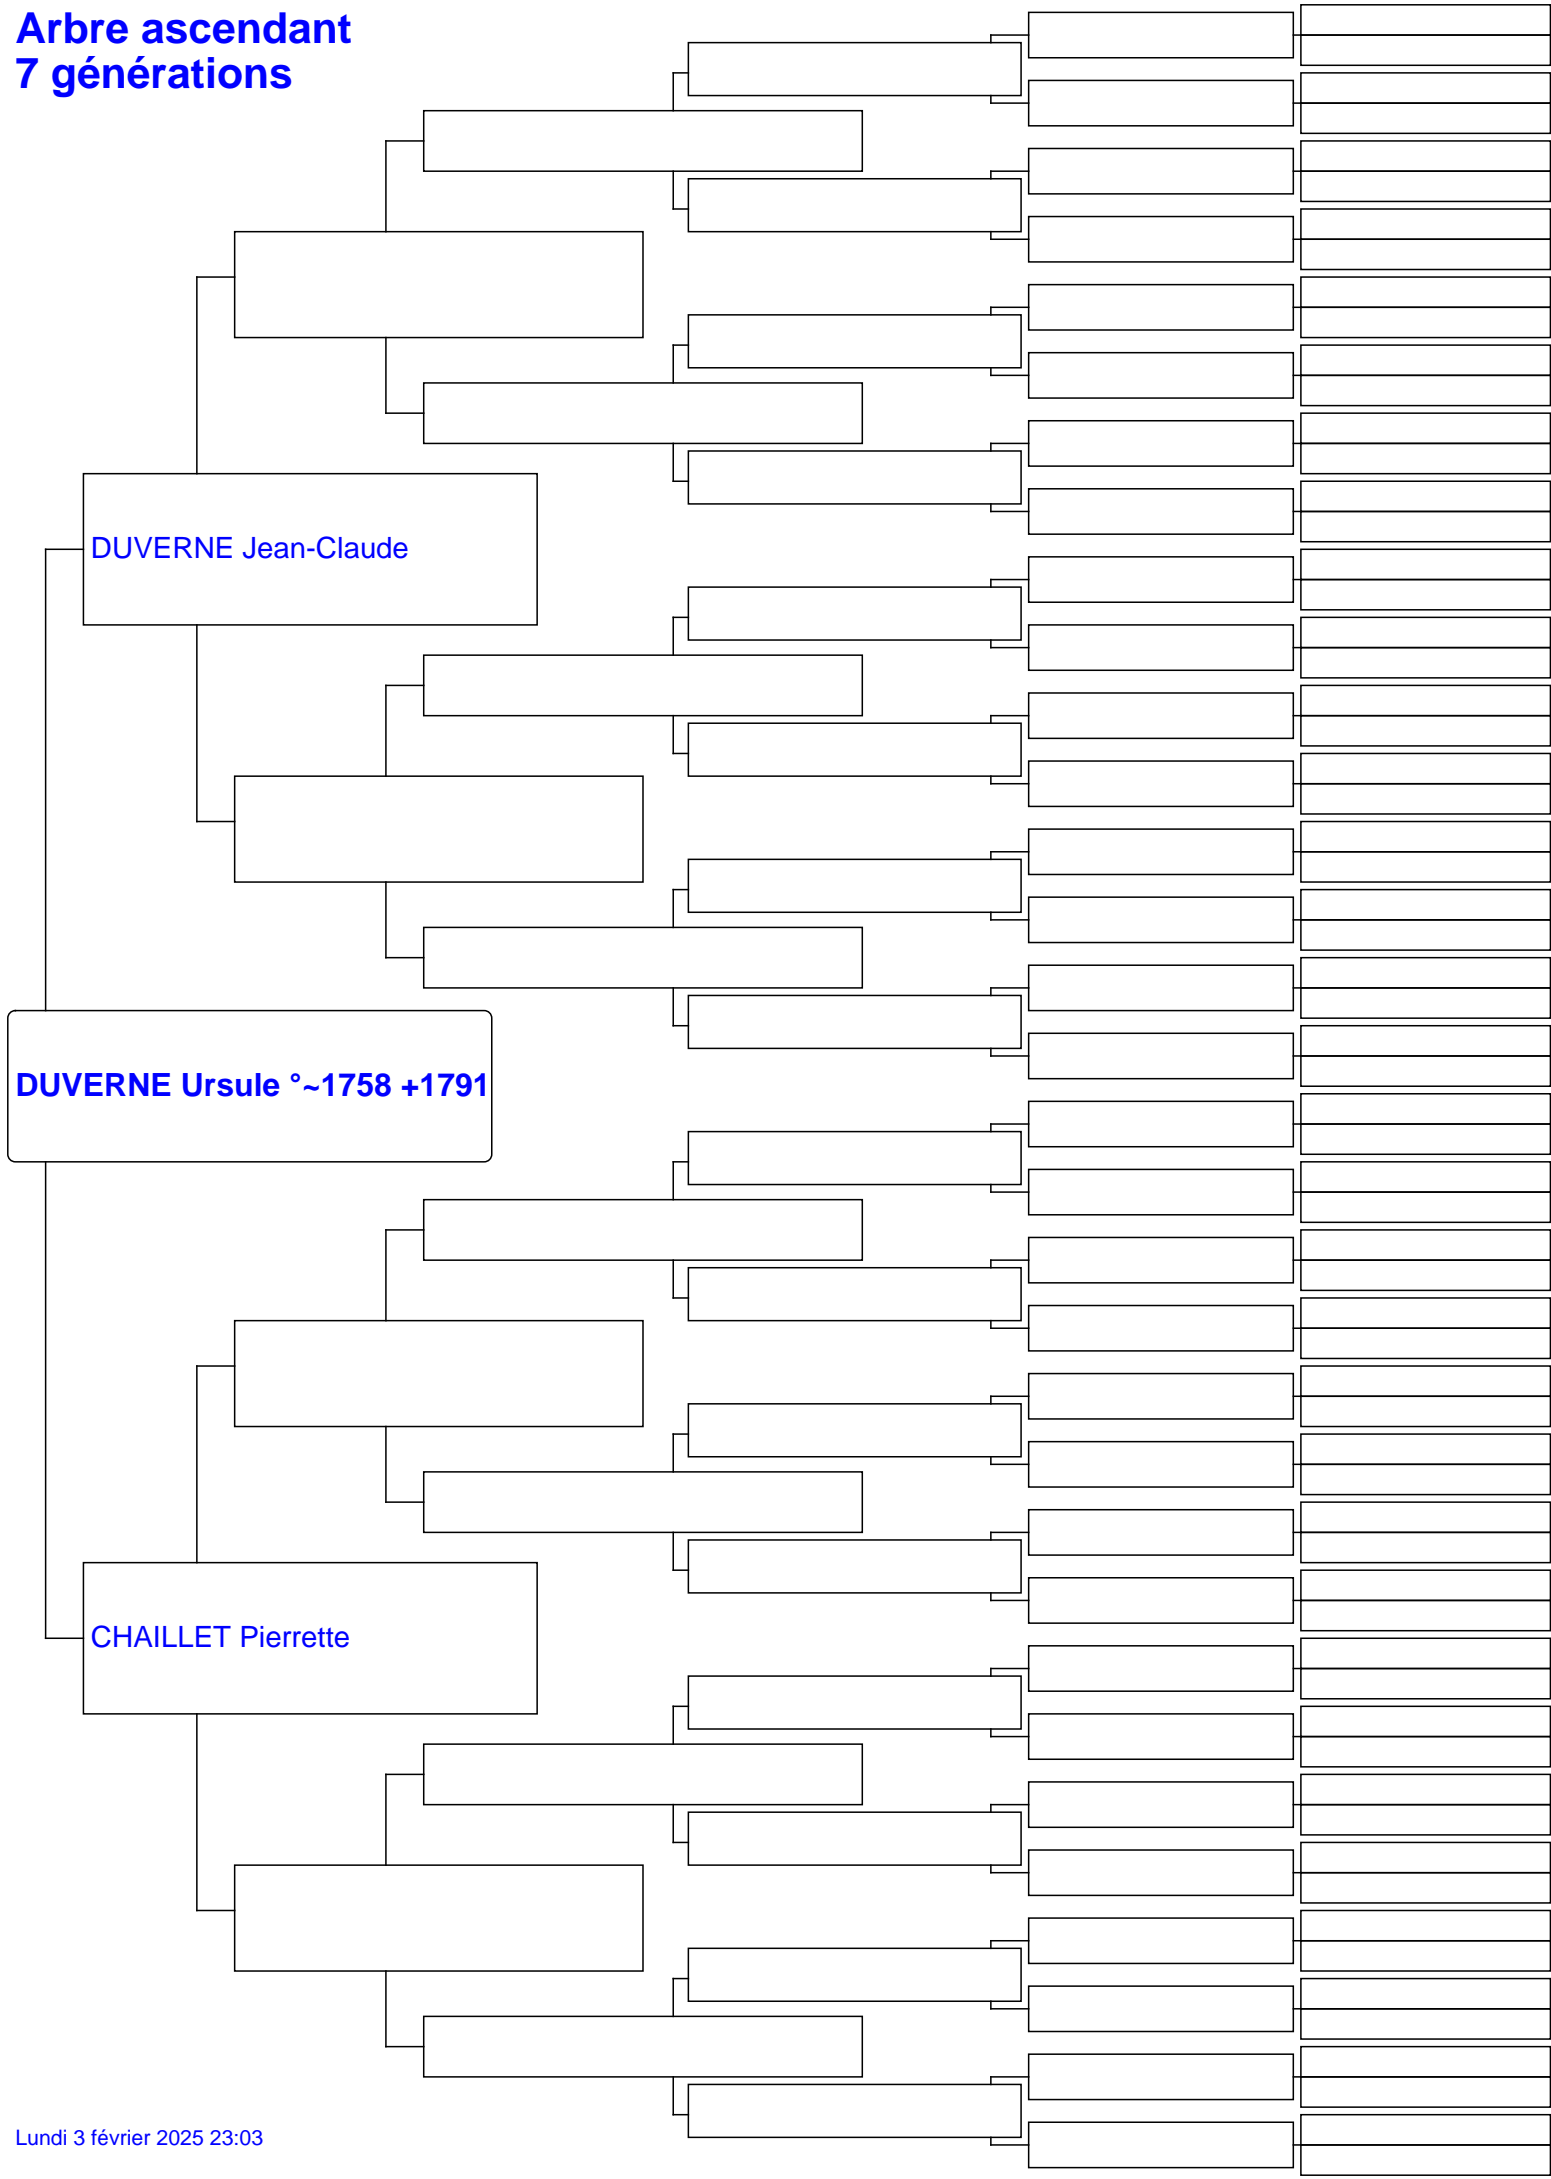 Arbre ascendant
7 générations
DUVERNE Jean-Claude
DUVERNE Ursule °~1758 +1791
CHAILLET Pierrette
Lundi 3 février 2025 23:03